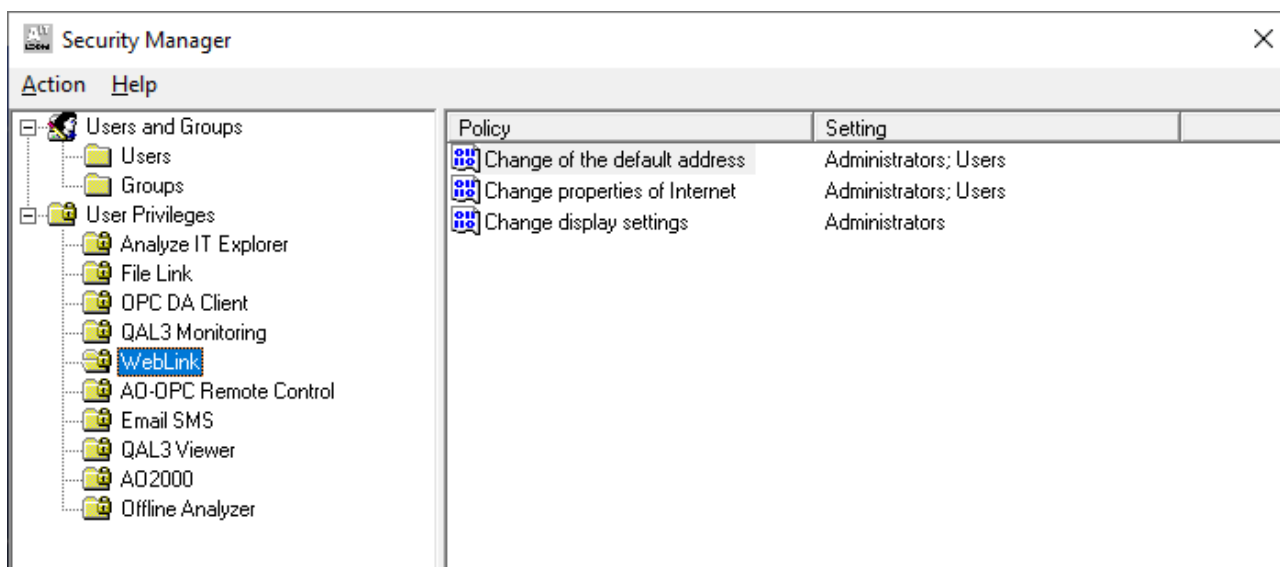 Security Manager
Action Help
Users and Groups
Users
Groups
User Privileges
Analyze IT Explorer
File Link
OPC DA Client
QAL3 Monitoring
WebLink
AO-OPC Remote Control
Email SMS
QAL3 Viewer
AO2000
Offline Analyzer
Policy Setting
Change of the default address Administrators; Users
Change properties of Internet Administrators; Users
Change display settings Administrators